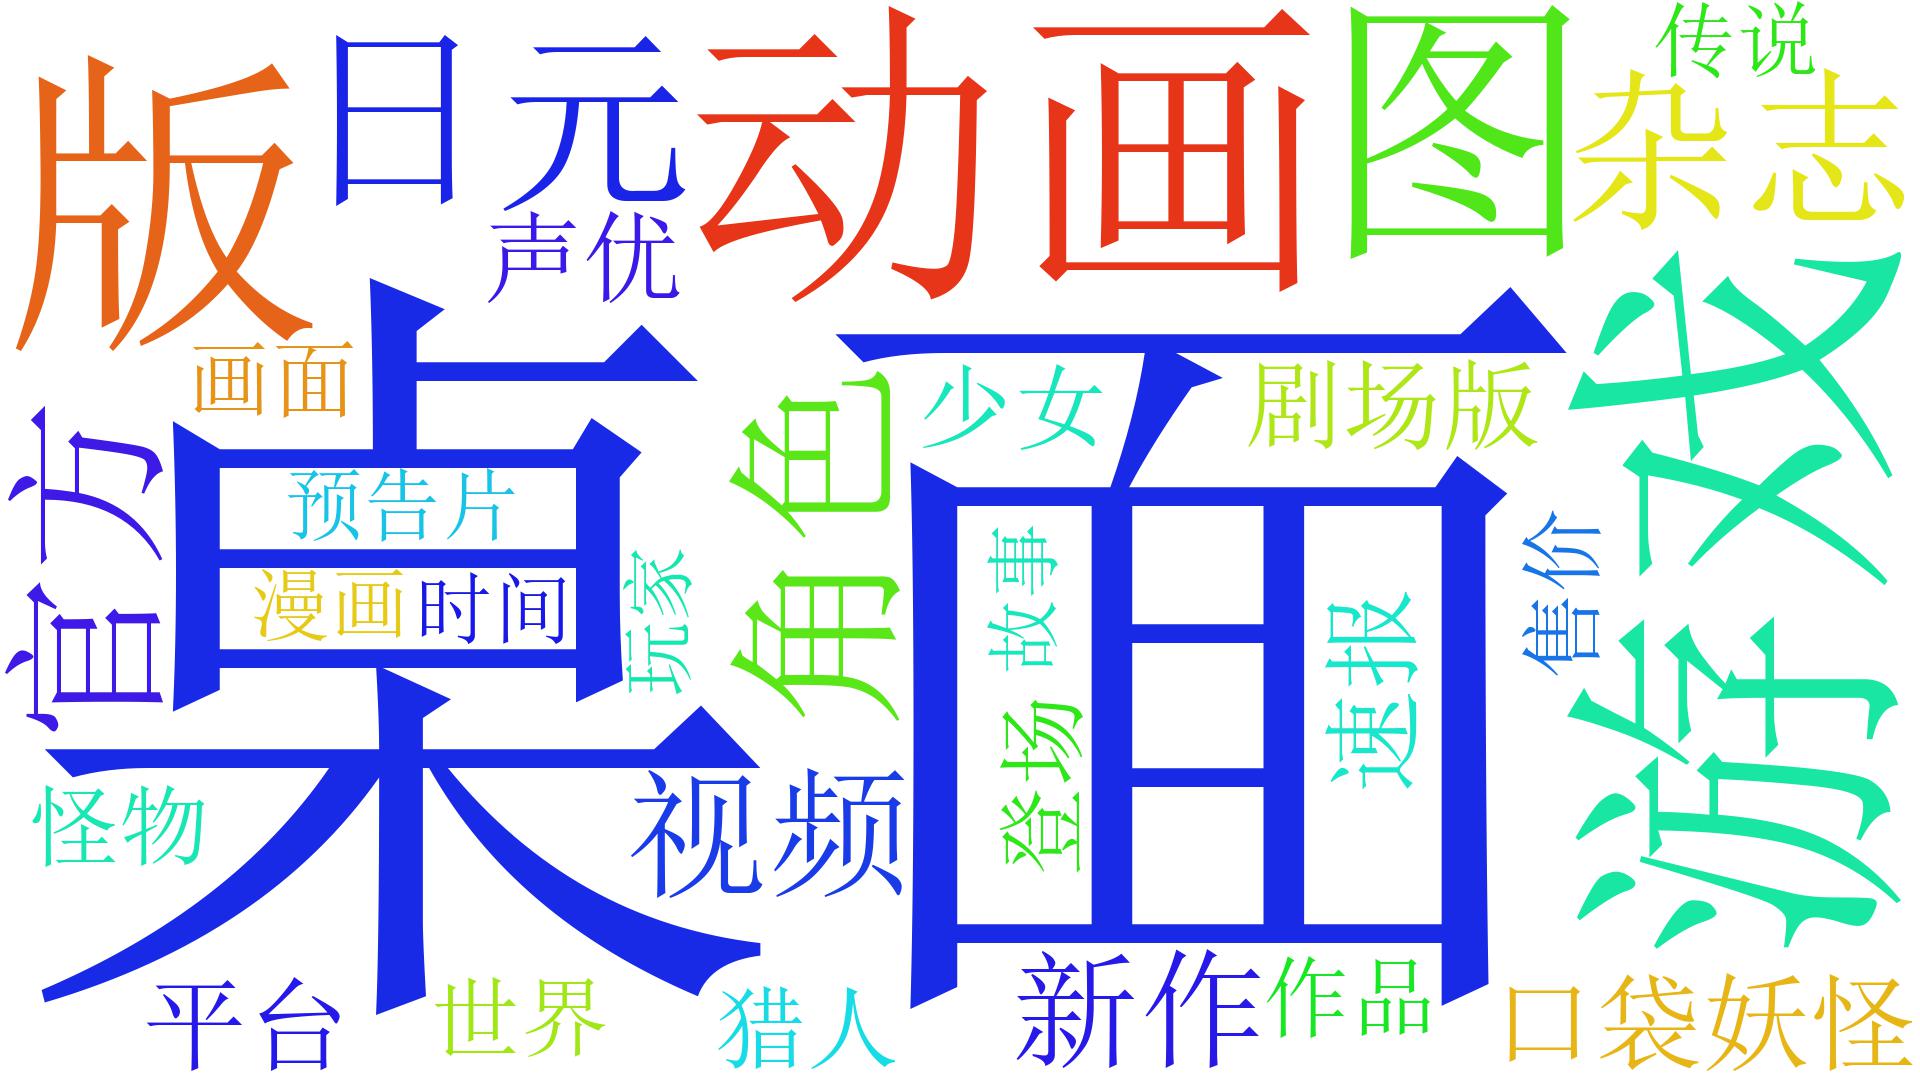 版
日元
动画
图
传说
杂志
声优
画面
桌面
少女
剧场版
游戏
官方
角色
预告片
漫画
时间
玩家
故事
速报
售价
登场
怪物
视频
平台
世界
猎人
新作
作品
口袋妖怪